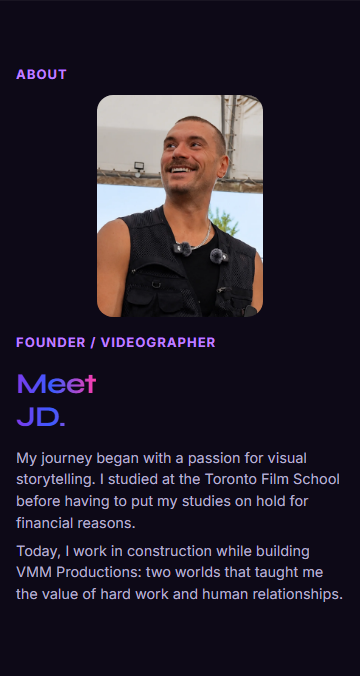 ABOUT
FOUNDER / VIDEOGRAPHER
Meet
JD.
My journey began with a passion for visual
storytelling. I studied at the Toronto Film School
before having to put my studies on hold for
financial reasons.
Today, I work in construction while building
VMM Productions: two worlds that taught me
the value of hard work and human relationships.